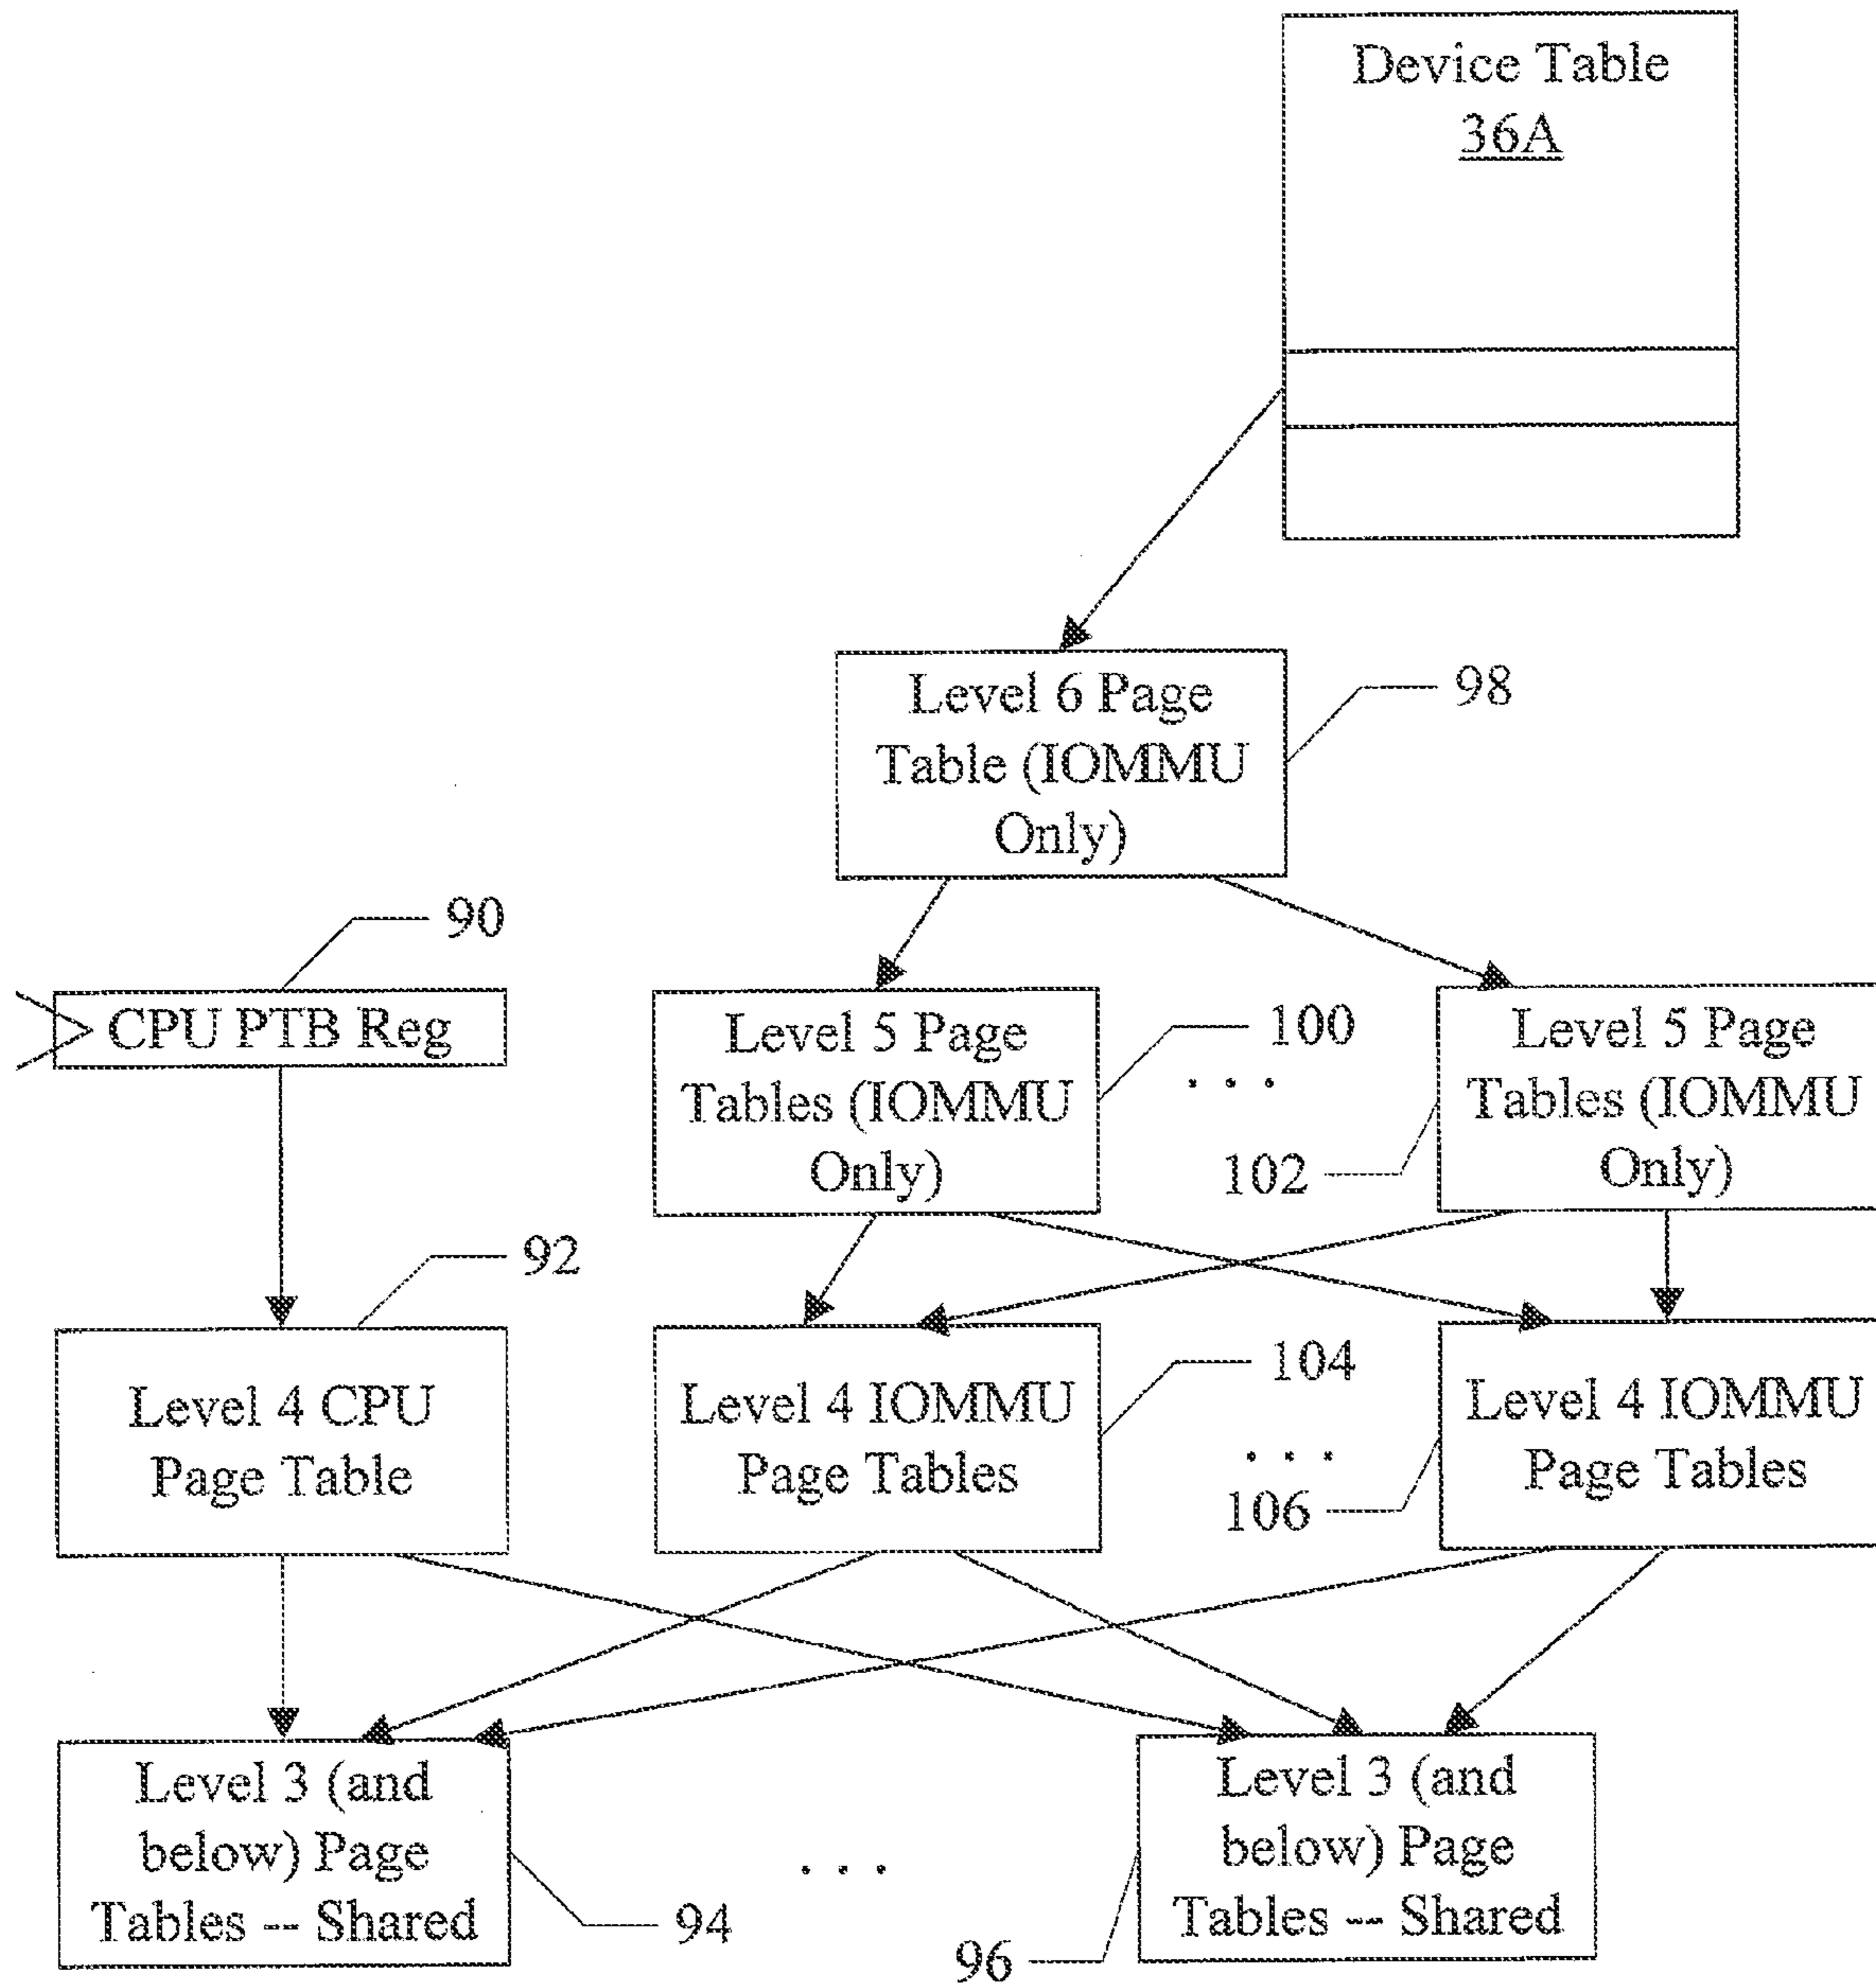 Device Table
36A
Level 6 Page
Table (IOMMU
Only)
98
90
CPU PTB Reg
Level 5 Page
Tables (IOMMU
Only)
100
. . .
102
Level 5 Page
Tables (IOMMU
Only)
92
Level 4 CPU
Page Table
Level 4 IOMMU
Page Tables
104
. . .
106
Level 4 IOMMU
Page Tables
Level 3 (and
below) Page
Tables -- Shared
94
. . .
96
Level 3 (and
below) Page
Tables -- Shared